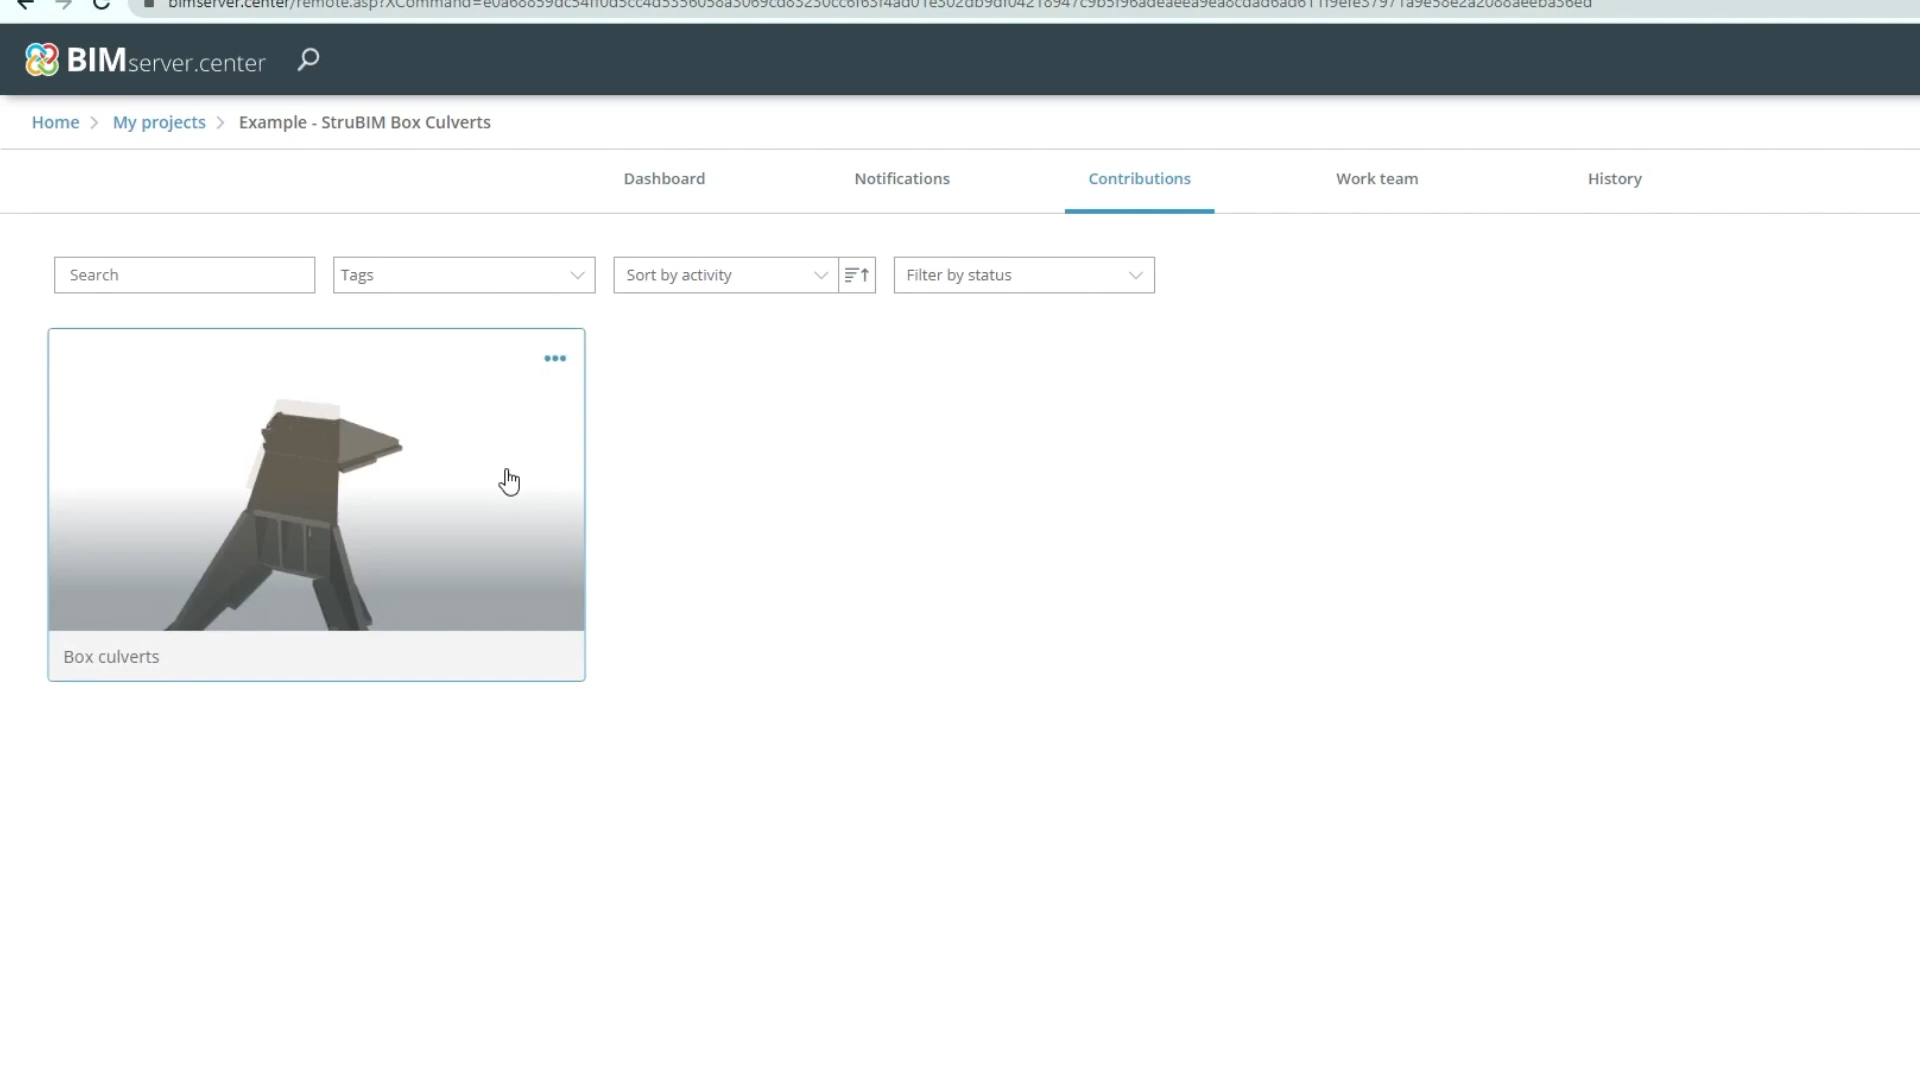 BIMserver.center
Home > My projects > Example - StruBIM Box Culverts
Dashboard Notifications Contributions Work team History
Search Tags Sort by activity Filter by status
Box culverts